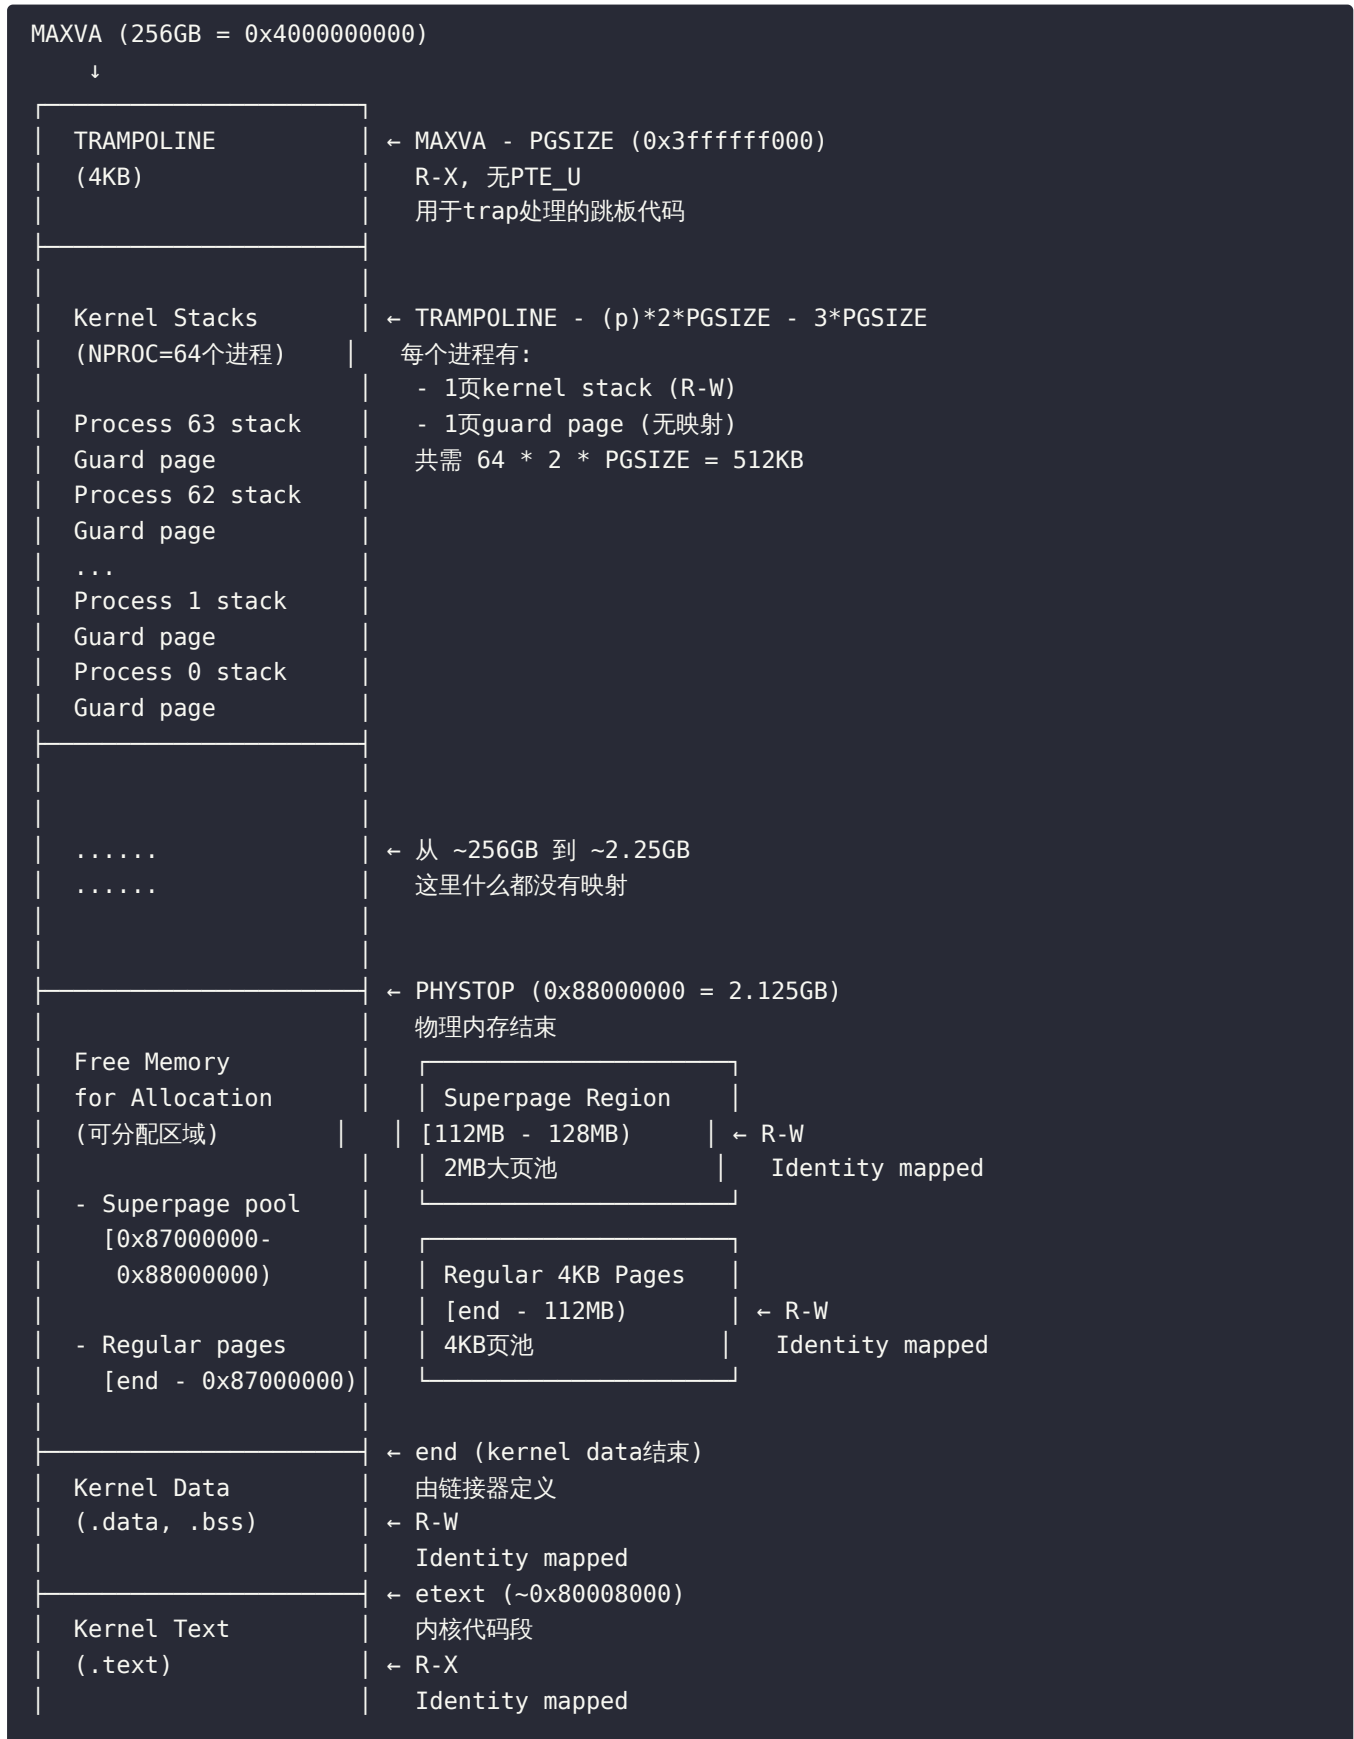 MAXVA (256GB = 0x4000000000)
↓
TRAMPOLINE ← MAXVA - PGSIZE (0x3ffffff000)
(4KB) R-X, 无PTE_U
用于trap处理的跳板代码
Kernel Stacks ← TRAMPOLINE - (p)*2*PGSIZE - 3*PGSIZE
(NPROC=64个进程) 每个进程有:
- 1页kernel stack (R-W)
Process 63 stack - 1页guard page (无映射)
Guard page 共需 64 * 2 * PGSIZE = 512KB
Process 62 stack
Guard page
...
Process 1 stack
Guard page
Process 0 stack
Guard page
...... ← 从 ~256GB 到 ~2.25GB
...... 这里什么都没有映射
← PHYSTOP (0x88000000 = 2.125GB)
物理内存结束
Free Memory
for Allocation Superpage Region
(可分配区域) [112MB - 128MB) ← R-W
2MB大页池 Identity mapped
- Superpage pool
[0x87000000-
0x88000000) Regular 4KB Pages
[end - 112MB) ← R-W
- Regular pages 4KB页池 Identity mapped
[end - 0x87000000)
← end (kernel data结束)
Kernel Data 由链接器定义
(.data, .bss) ← R-W
Identity mapped
← etext (~0x80008000)
Kernel Text 内核代码段
(.text) ← R-X
Identity mapped